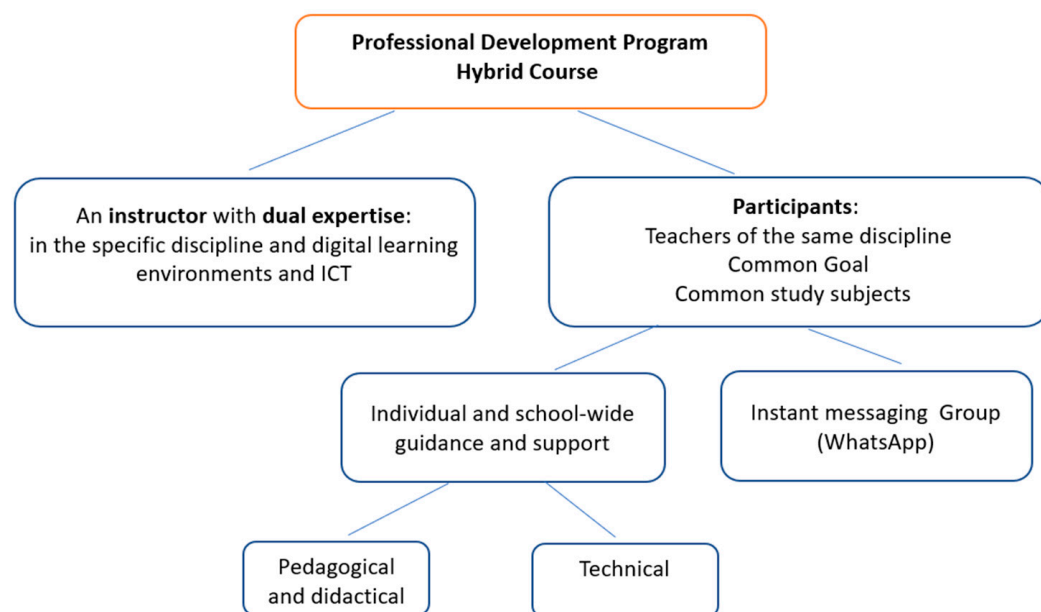 Professional Development Program
Hybrid Course
An instructor with dual expertise:
in the specific discipline and digital learning
environments and ICT
Participants:
Teachers of the same discipline
Common Goal
Common study subjects
Individual and school-wide
guidance and support
Instant messaging Group
(WhatsApp)
Pedagogical
and didactical
Technical